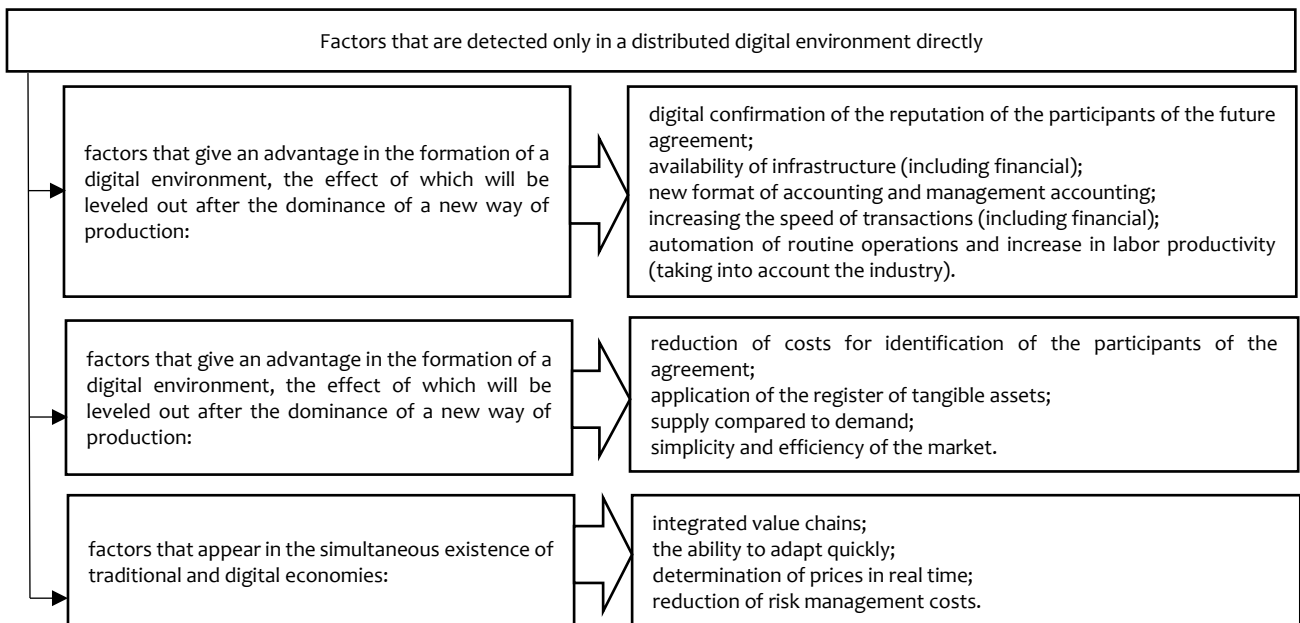 Factors that are detected only in a distributed digital environment directly
factors that give an advantage in the formation of a
digital environment, the effect of which will be
leveled out after the dominance of a new way of
production:
digital confirmation of the reputation of the participants of the future
agreement;
availability of infrastructure (including financial);
new format of accounting and management accounting;
increasing the speed of transactions (including financial);
automation of routine operations and increase in labor productivity
(taking into account the industry).
factors that give an advantage in the formation of a
digital environment, the effect of which will be
leveled out after the dominance of a new way of
production:
reduction of costs for identification of the participants of the
agreement;
application of the register of tangible assets;
supply compared to demand;
simplicity and efficiency of the market.
factors that appear in the simultaneous existence of
traditional and digital economies:
integrated value chains;
the ability to adapt quickly;
determination of prices in real time;
reduction of risk management costs.